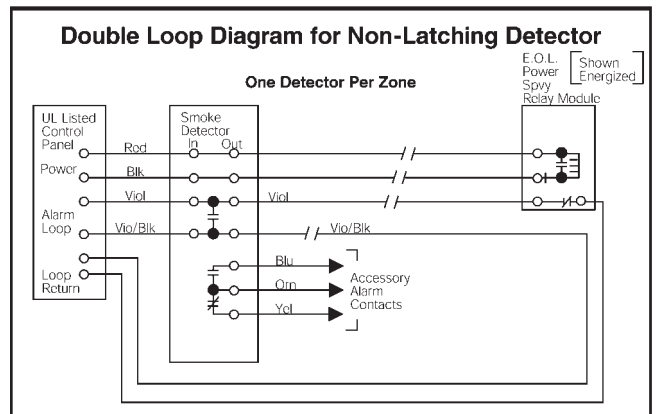 Double Loop Diagram for Non-Latching Detector
One Detector Per Zone
E.O.L.
Power
Spvy
Relay Module
Shown
Energized
UL Listed
Control
Panel
Power
Alarm
Loop
Loop
Return
Smoke
Detector
In Out
Red
Blk
Viol
Viol
Vio/Blk
Vio/Blk
Blu
Orn
Yel
Accessory
Alarm
Contacts